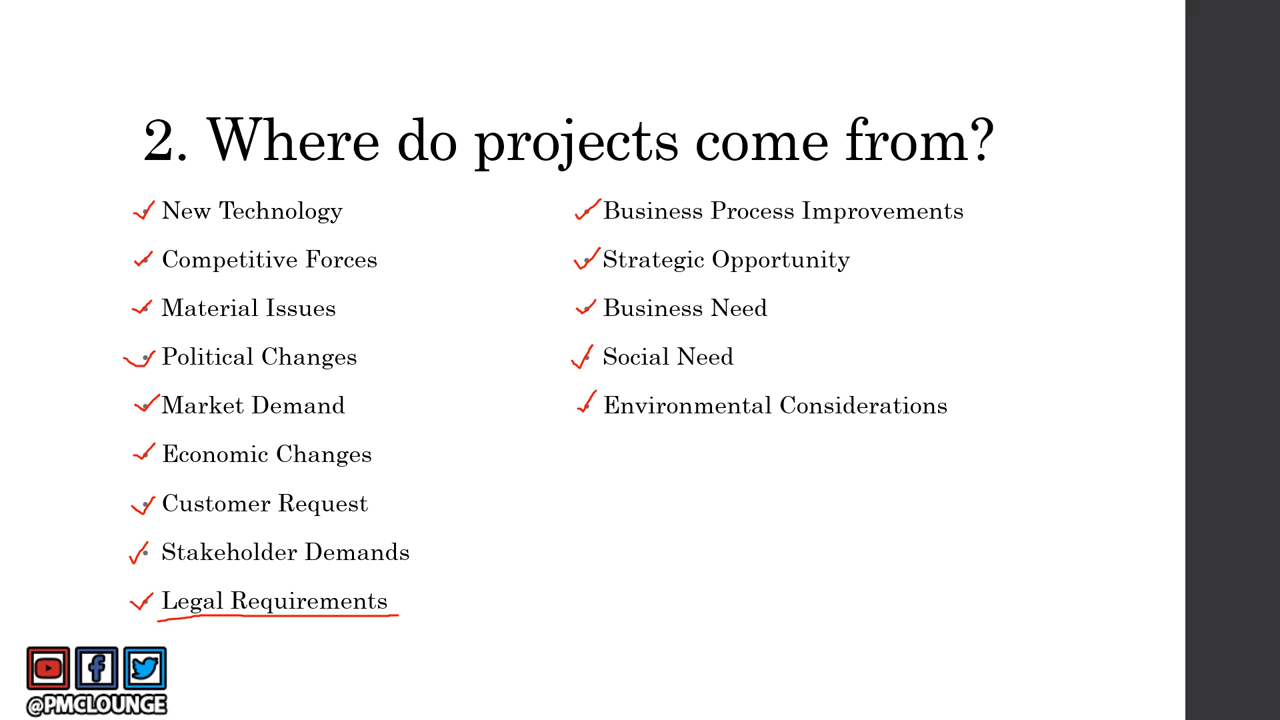 2. Where do projects come from?
New Technology
Competitive Forces
Material Issues
Political Changes
Market Demand
Economic Changes
Customer Request
Stakeholder Demands
Legal Requirements
Business Process Improvements
Strategic Opportunity
Business Need
Social Need
Environmental Considerations
@PMCLOUNGE